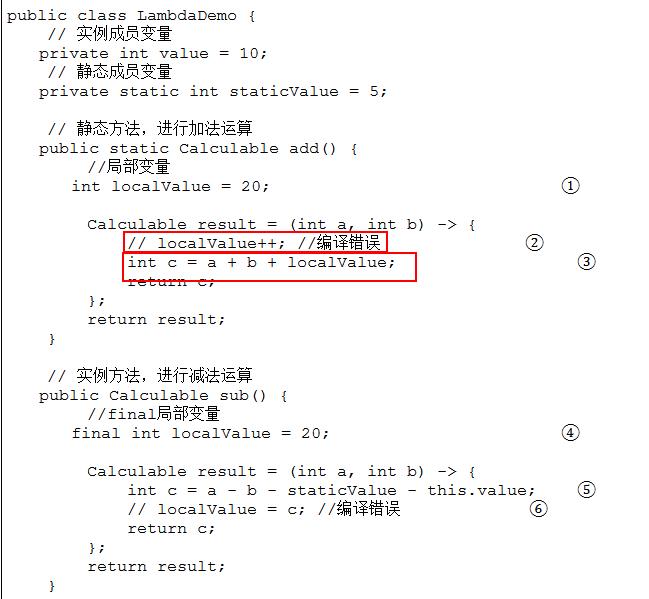 public class LambdaDemo {
// 实例成员变量
private int value = 10;
// 静态成员变量
private static int staticValue = 5;
// 静态方法，进行加法运算
public static Calculable add() {
//局部变量
int localValue = 20; ①
Calculable result = (int a, int b) -> {
// localValue++; //编译错误 ②
int c = a + b + localValue; ③
return c;
};
return result;
}
// 实例方法，进行减法运算
public Calculable sub() {
//final局部变量
final int localValue = 20; ④
Calculable result = (int a, int b) -> {
int c = a - b - staticValue - this.value; ⑤
// localValue = c; //编译错误 ⑥
return c;
};
return result;
}